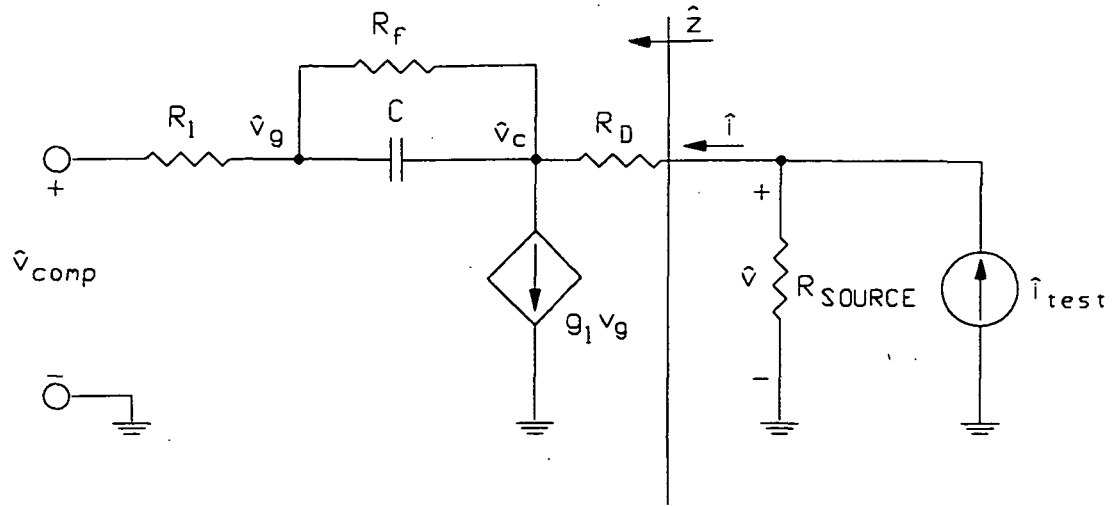 ẑ
R_f
R_1
v̂_g
C
v̂_c
R_D
î
+
+
v̂_comp
v̂
R_SOURCE
î_test
g_1 v_g
−
−